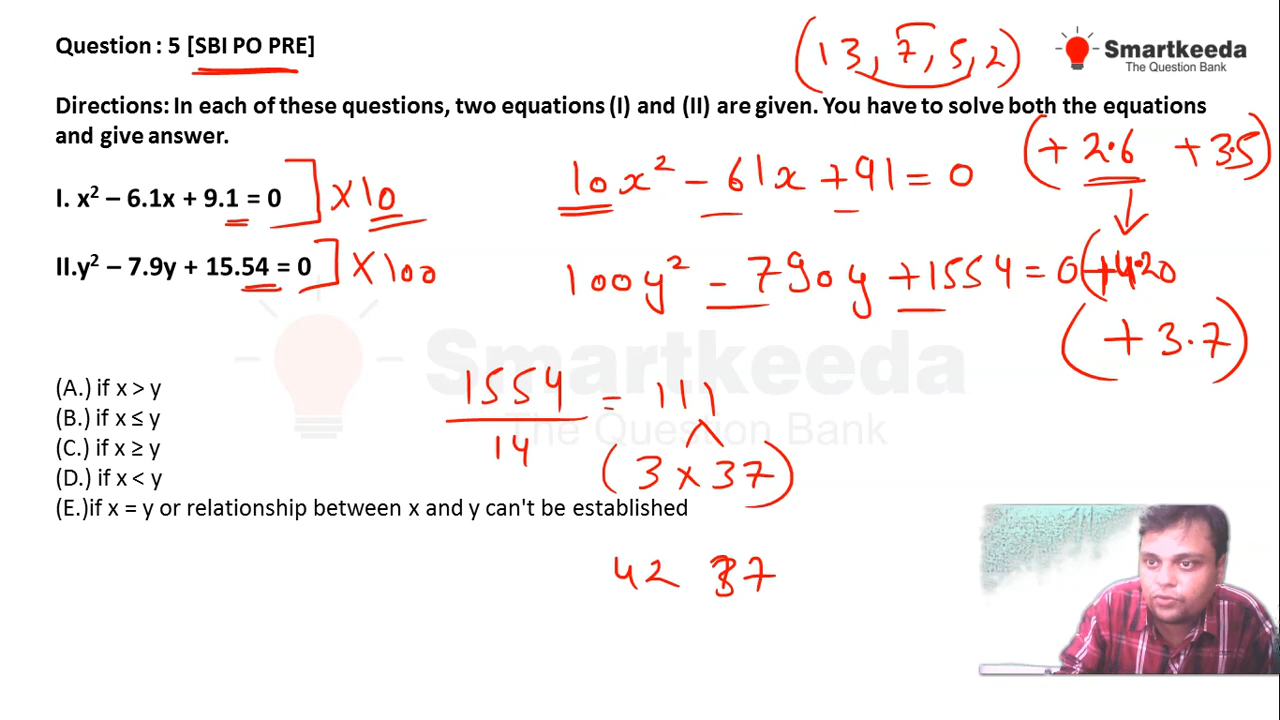 Question : 5 [SBI PO PRE]
(13, 7, 5, 2)
Smartkeeda
The Question Bank
Directions: In each of these questions, two equations (I) and (II) are given. You have to solve both the equations
and give answer.
(+ 2.6 + 3.5)
I. x² – 6.1x + 9.1 = 0 ] × 10
10x² - 61x + 91 = 0
II.y² – 7.9y + 15.54 = 0 ] × 100
100y² - 790y + 1554 = 0
(+4.20
(+ 3.7)
Smartkeeda
The Question Bank
1554/14 = 111
(3 × 37)
42 37
(A.) if x > y
(B.) if x ≤ y
(C.) if x ≥ y
(D.) if x < y
(E.)if x = y or relationship between x and y can't be established